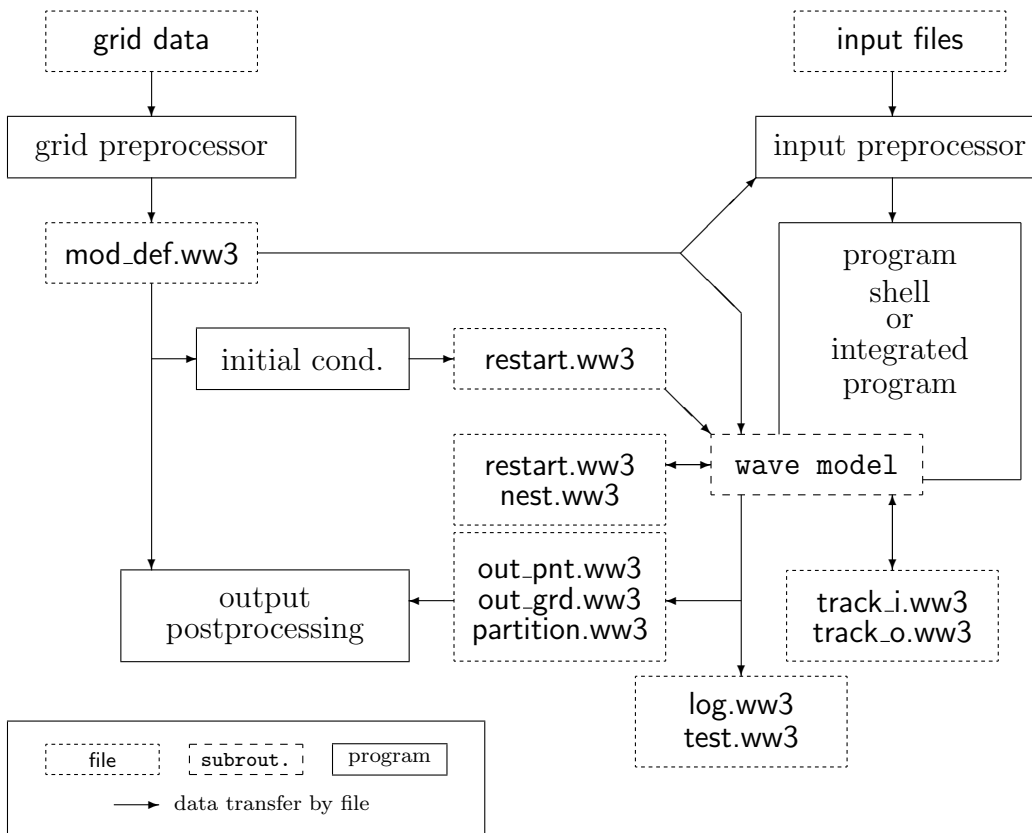 grid data
input files
grid preprocessor
input preprocessor
mod_def.ww3
program
shell
or
integrated
program
initial cond.
restart.ww3
restart.ww3
nest.ww3
wave model
out_pnt.ww3
out_grd.ww3
partition.ww3
output
postprocessing
track_i.ww3
track_o.ww3
log.ww3
test.ww3
file
subrout.
program
data transfer by file